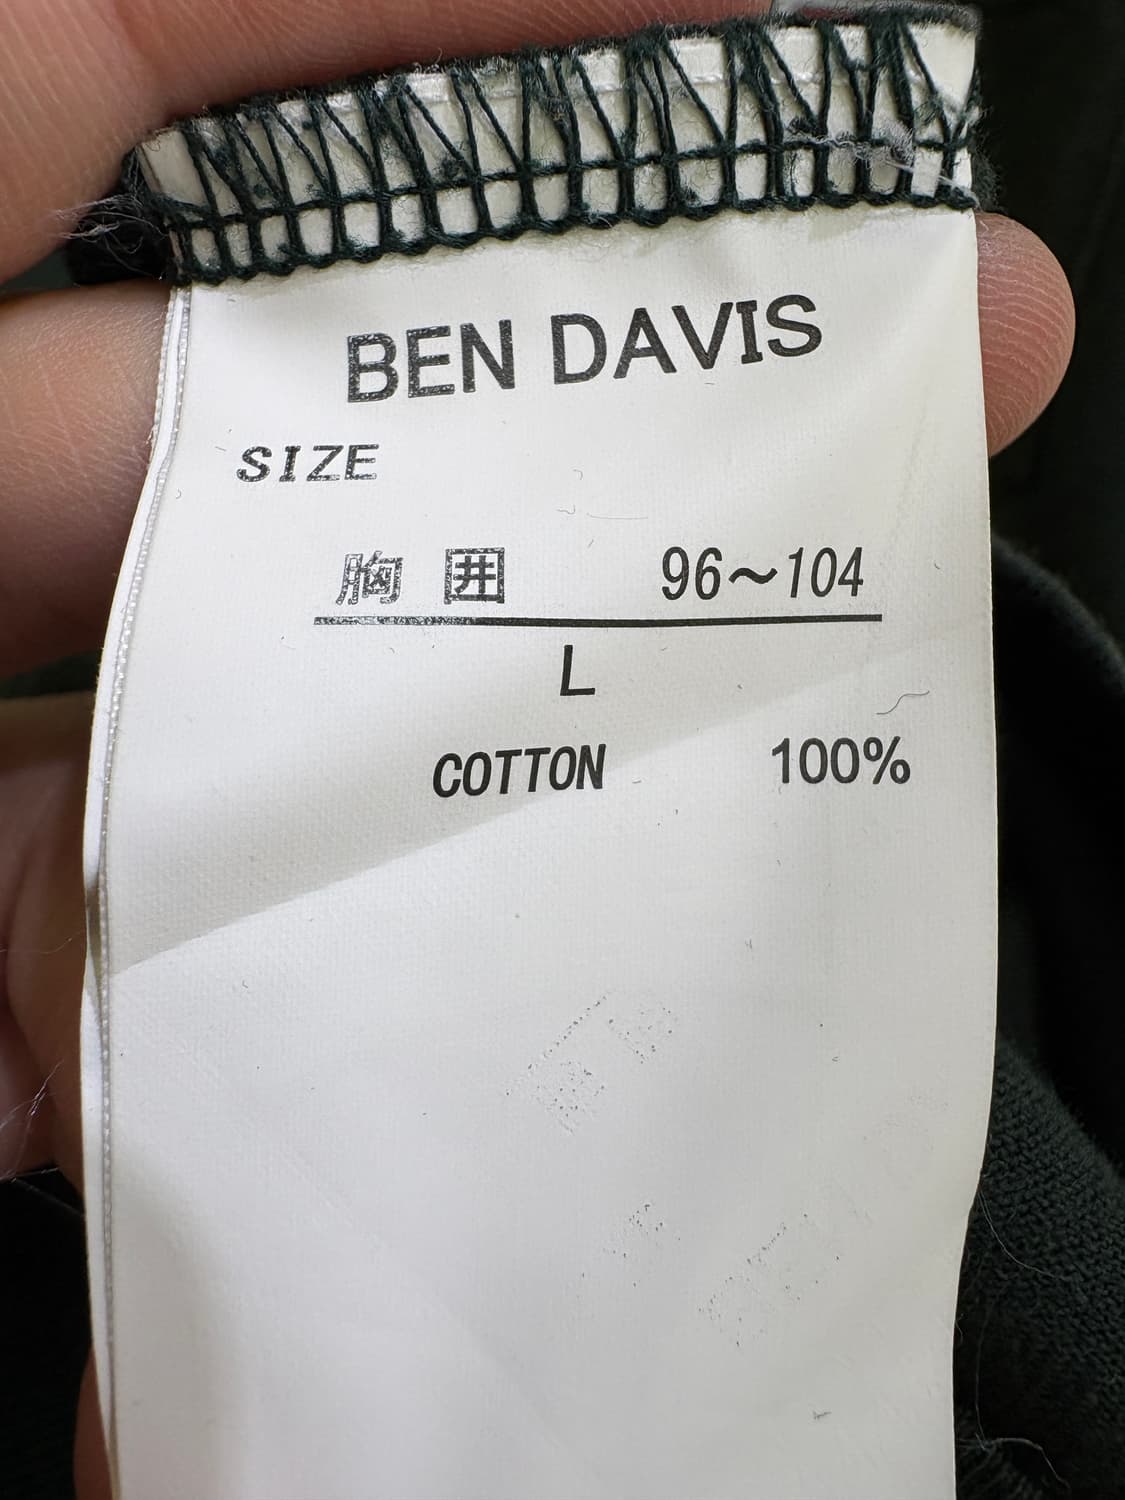 BEN DAVIS
SIZE
胸 囲 96～104
L
COTTON 100%